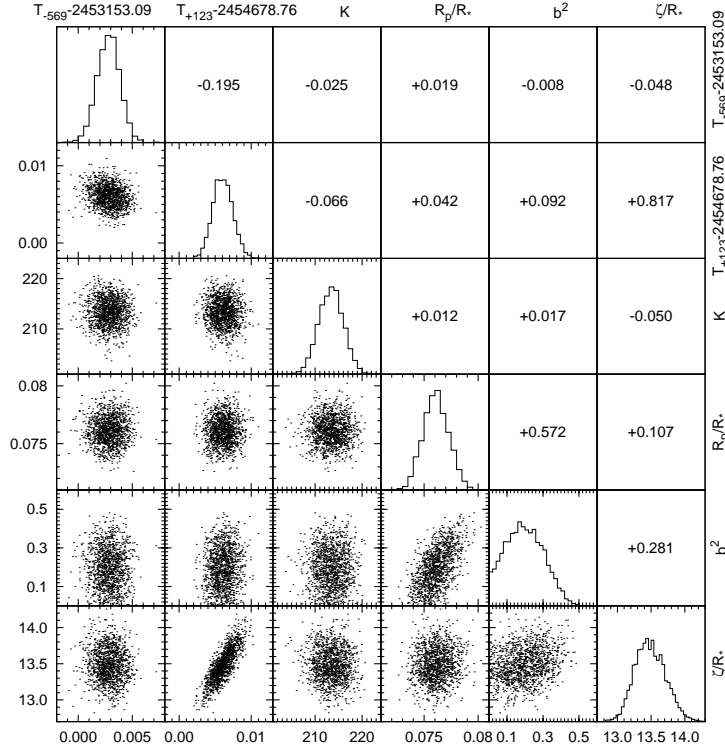 T-569-2453153.09 T+123-2454678.76 K Rp/R* b² ζ/R*
-0.195 -0.025 +0.019 -0.008 -0.048 T-569-2453153.09
0.01 0.00 -0.066 +0.042 +0.092 +0.817 T+123-2454678.76
220 210 +0.012 +0.017 -0.050 K
0.08 0.075 +0.572 +0.107 Rp/R*
0.5 0.3 0.1 +0.281 b²
14.0 13.5 13.0 ζ/R*
0.000 0.005 0.00 0.01 210 220 0.075 0.08 0.1 0.3 0.5 13.0 13.5 14.0